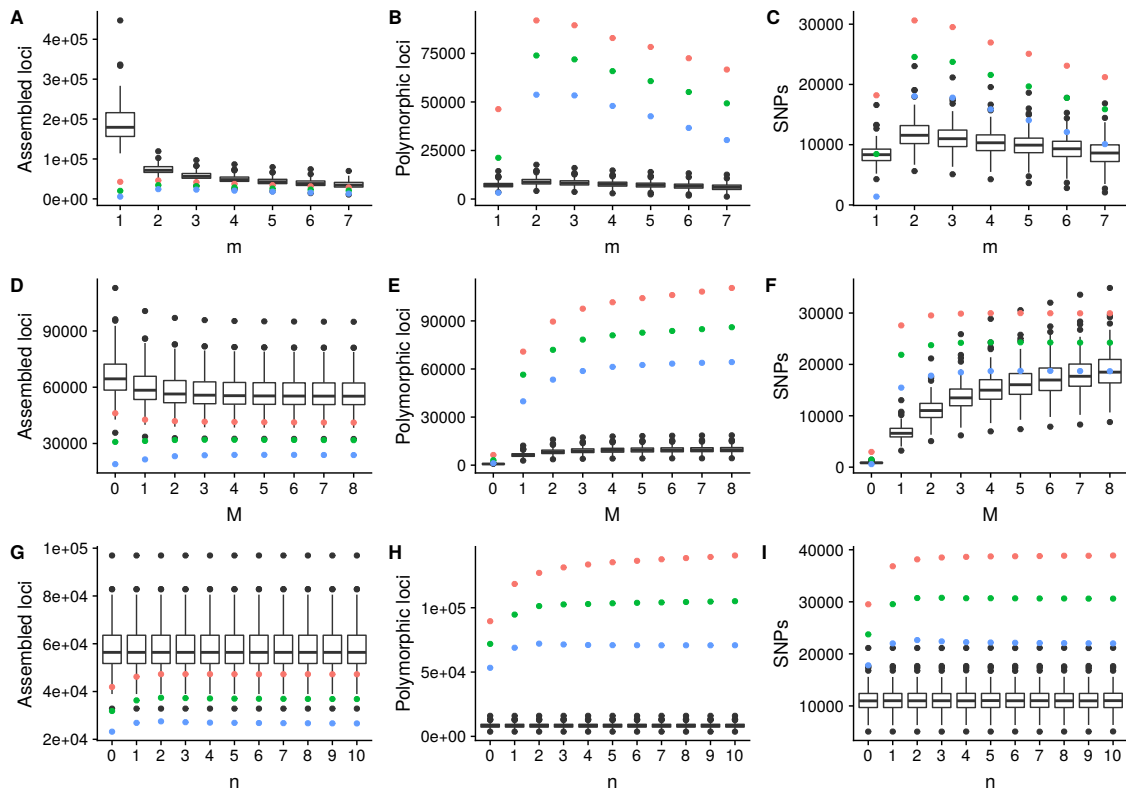 A
Assembled loci
4e+05
3e+05
2e+05
1e+05
0e+00
1 2 3 4 5 6 7
m
B
Polymorphic loci
75000
50000
25000
0
1 2 3 4 5 6 7
m
C
SNPs
30000
20000
10000
0
1 2 3 4 5 6 7
m
D
Assembled loci
90000
60000
30000
0 1 2 3 4 5 6 7 8
M
E
Polymorphic loci
90000
60000
30000
0
0 1 2 3 4 5 6 7 8
M
F
SNPs
30000
20000
10000
0
0 1 2 3 4 5 6 7 8
M
G
Assembled loci
1e+05
8e+04
6e+04
4e+04
2e+04
0 1 2 3 4 5 6 7 8 9 10
n
H
Polymorphic loci
1e+05
5e+04
0e+00
0 1 2 3 4 5 6 7 8 9 10
n
I
SNPs
40000
30000
20000
10000
0 1 2 3 4 5 6 7 8 9 10
n